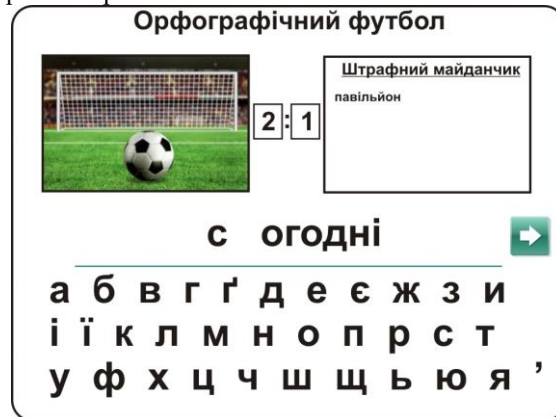 Орфографічний футбол
2:1
Штрафний майданчик
павільйон
с огодні
а б в г ґ д е є ж з и
і ї к л м н о п р с т
у ф х ц ч ш щ ь ю я ’